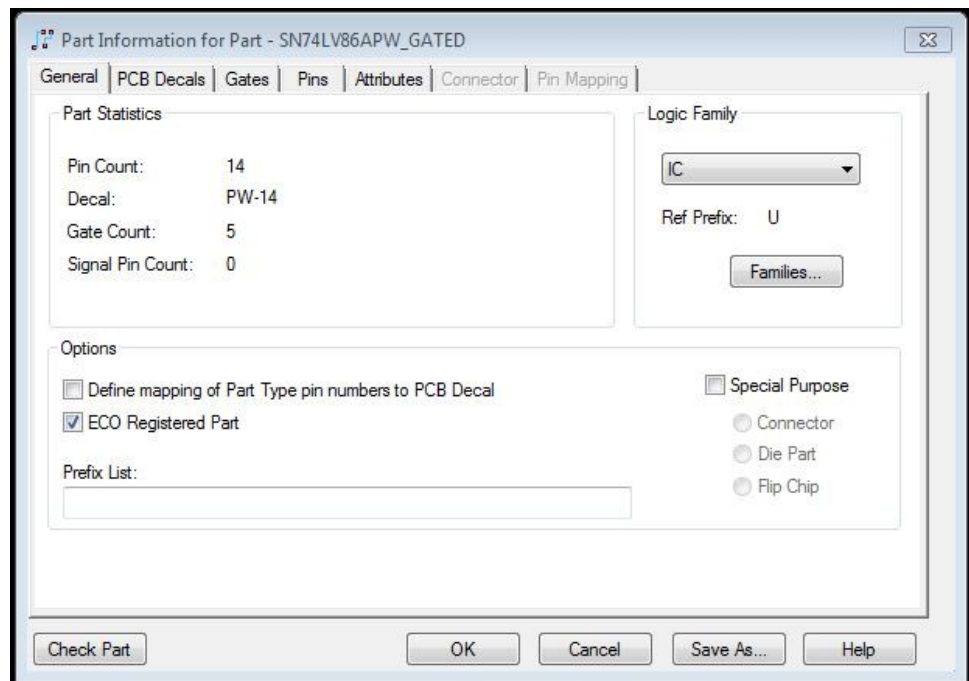 Part Information for Part - SN74LV86APW_GATED
General PCB Decals Gates Pins Attributes Connector Pin Mapping
Part Statistics
Pin Count: 14
Decal: PW-14
Gate Count: 5
Signal Pin Count: 0
Logic Family
IC
Ref Prefix: U
Families...
Options
Define mapping of Part Type pin numbers to PCB Decal
ECO Registered Part
Prefix List:
Special Purpose
Connector
Die Part
Flip Chip
Check Part OK Cancel Save As... Help